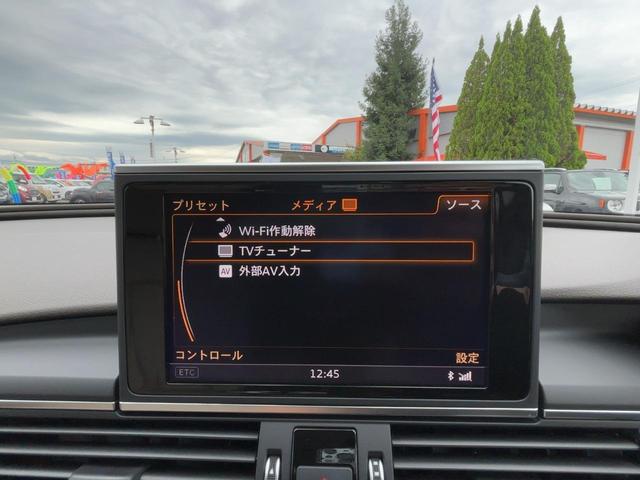 プリセット メディア ソース
Wi-Fi作動解除
TVチューナー
AV 外部AV入力
コントロール 設定
ETC 12:45